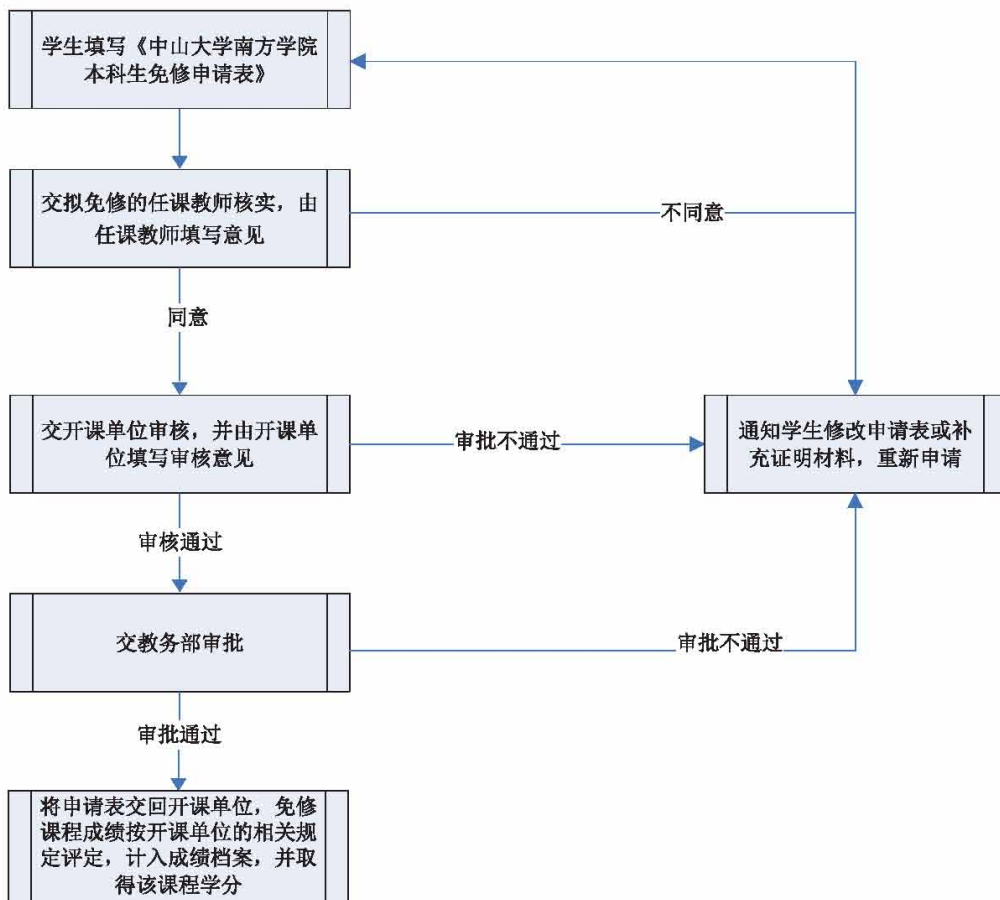 学生填写《中山大学南方学院
本科生免修申请表》
交拟免修的任课教师核实，由
任课教师填写意见
不同意
同意
交开课单位审核，并由开课单
位填写审核意见
审批不通过
通知学生修改申请表或补
充证明材料，重新申请
审核通过
交教务部审批
审批不通过
审批通过
将申请表交回开课单位，免修
课程成绩按开课单位的相关规
定评定，计入成绩档案，并取
得该课程学分